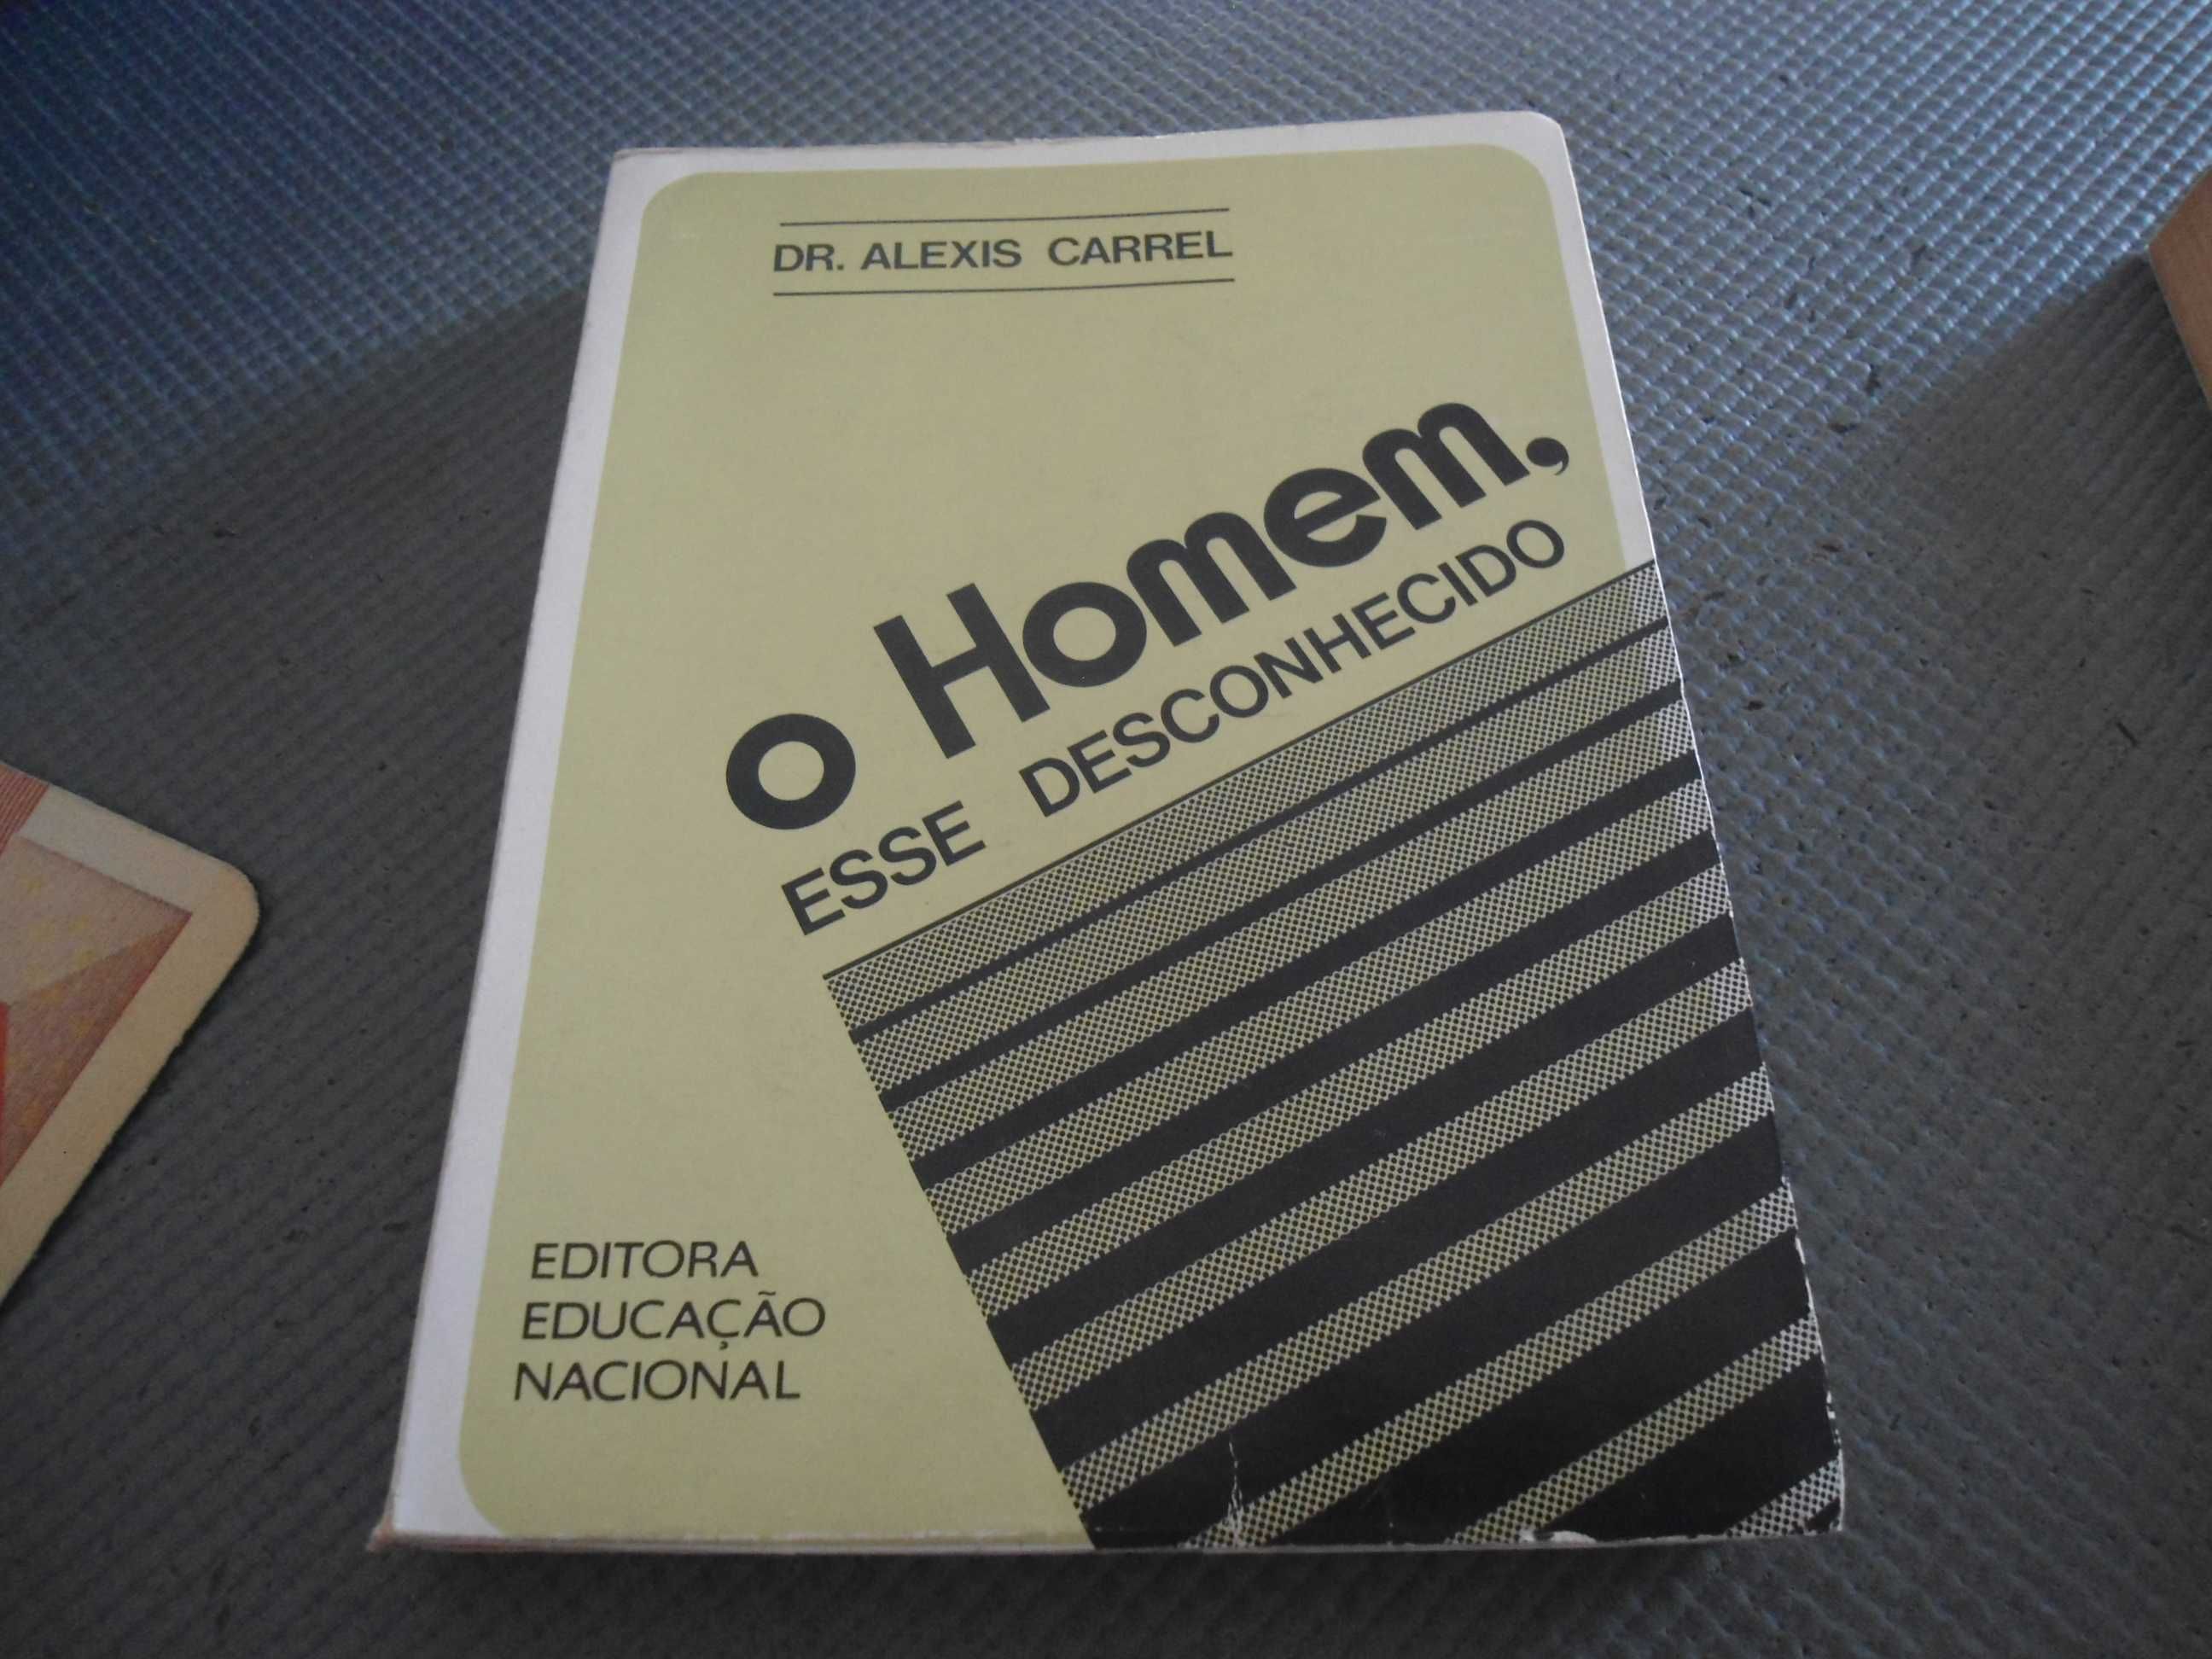 DR. ALEXIS CARREL
o Homem,
ESSE DESCONHECIDO
EDITORA
EDUCAÇÃO
NACIONAL